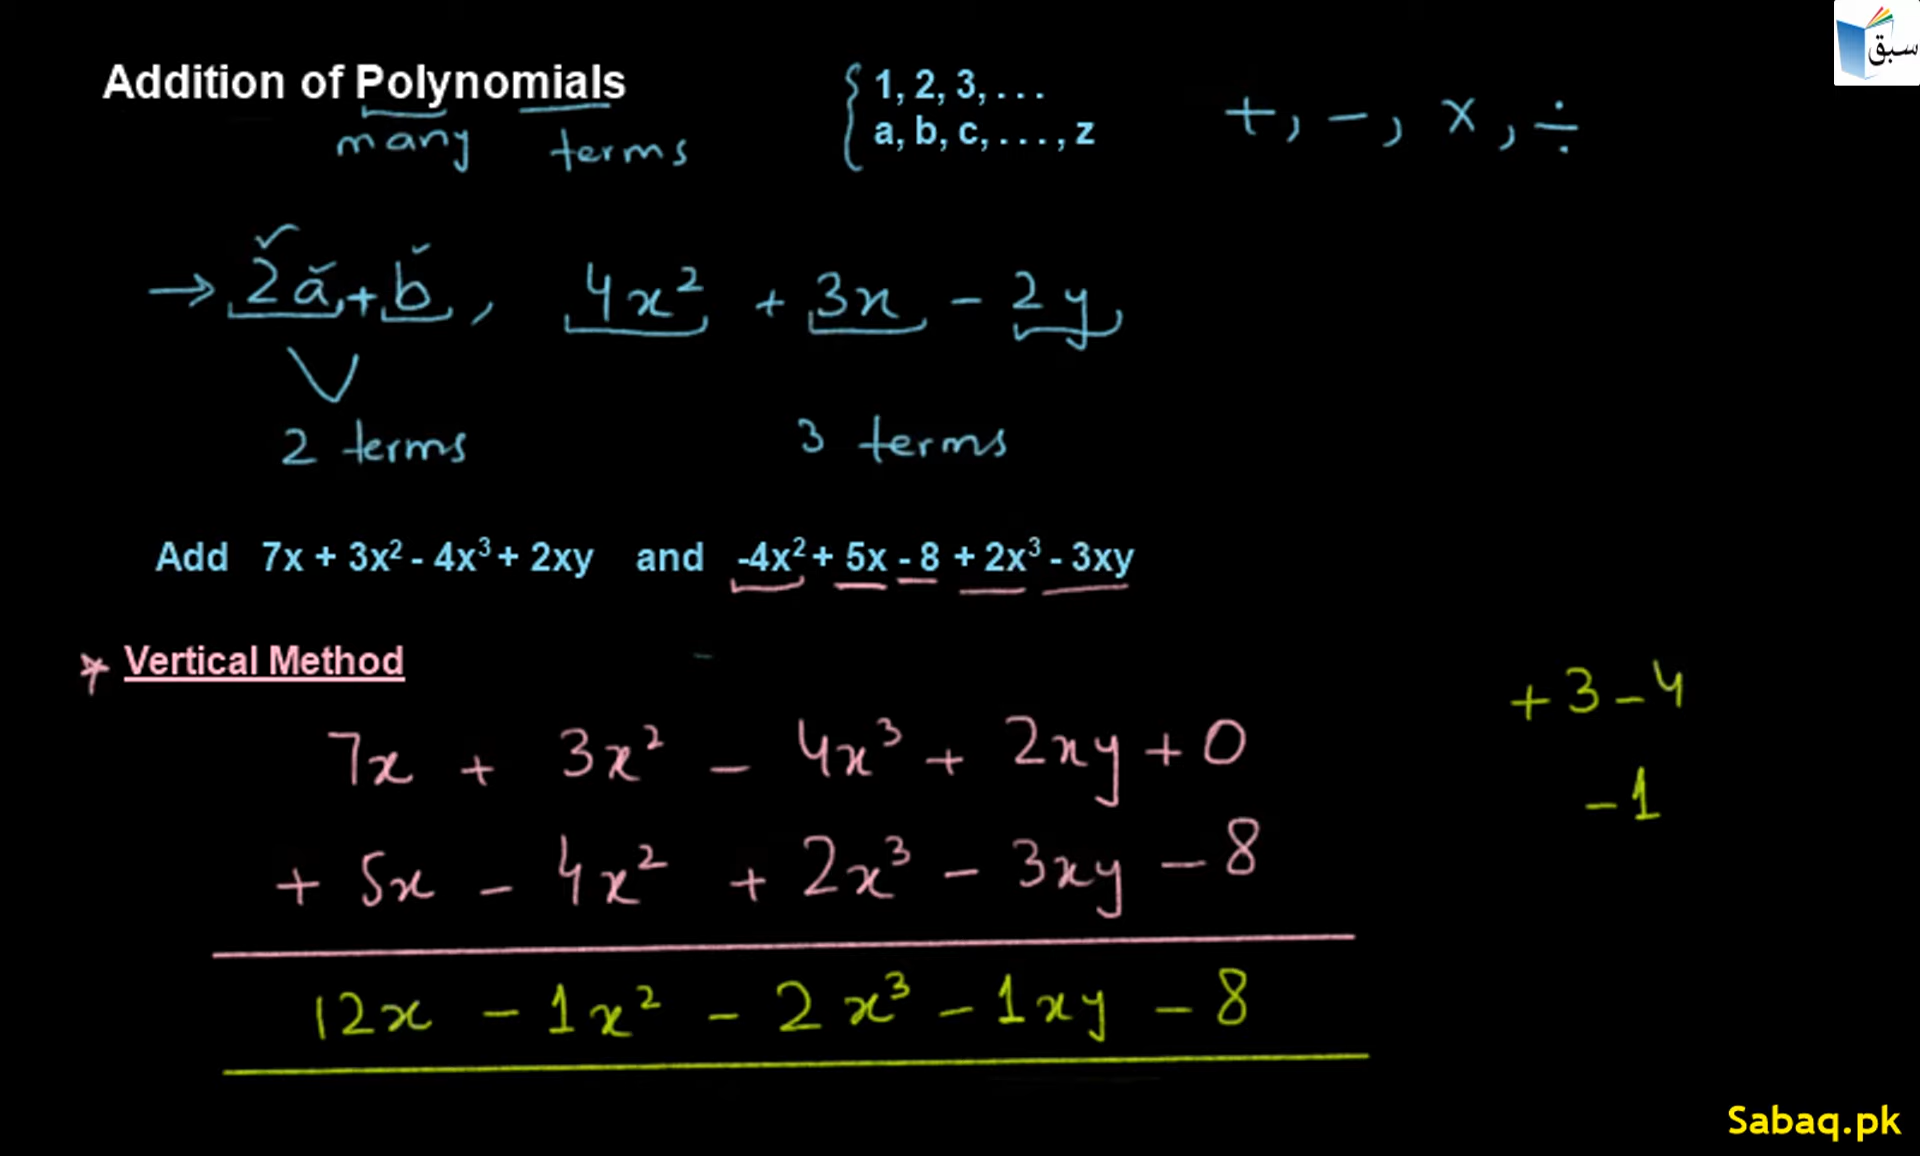 سبق
Addition of Polynomials
many terms
1, 2, 3, . . .
a, b, c, . . . . , z
+, -, x, ÷
→ 2a + b, 4x² + 3x - 2y
2 terms 3 terms
Add 7x + 3x² - 4x³ + 2xy and -4x² + 5x - 8 + 2x³ - 3xy
Vertical Method
7x + 3x² - 4x³ + 2xy + 0
+ 5x - 4x² + 2x³ - 3xy - 8
12x - 1x² - 2x³ - 1xy - 8
+ 3 - 4
- 1
Sabaq.pk